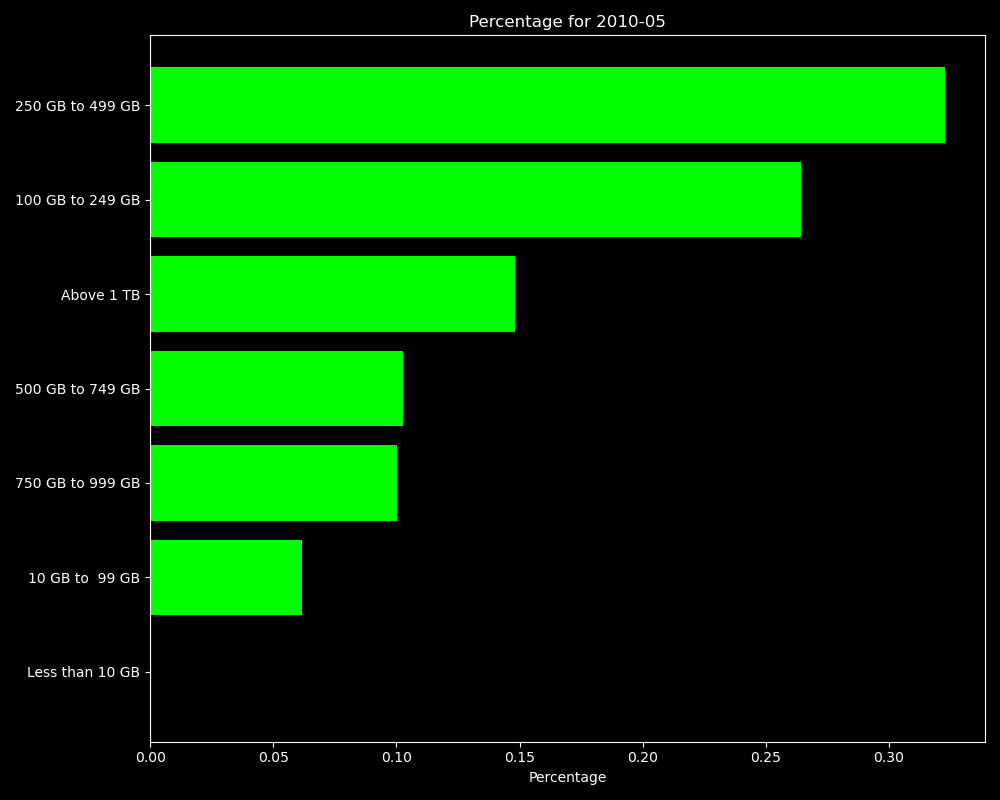 Percentage for 2010-05
250 GB to 499 GB
100 GB to 249 GB
Above 1 TB
500 GB to 749 GB
750 GB to 999 GB
10 GB to  99 GB
Less than 10 GB
0.00 0.05 0.10 0.15 0.20 0.25 0.30
Percentage